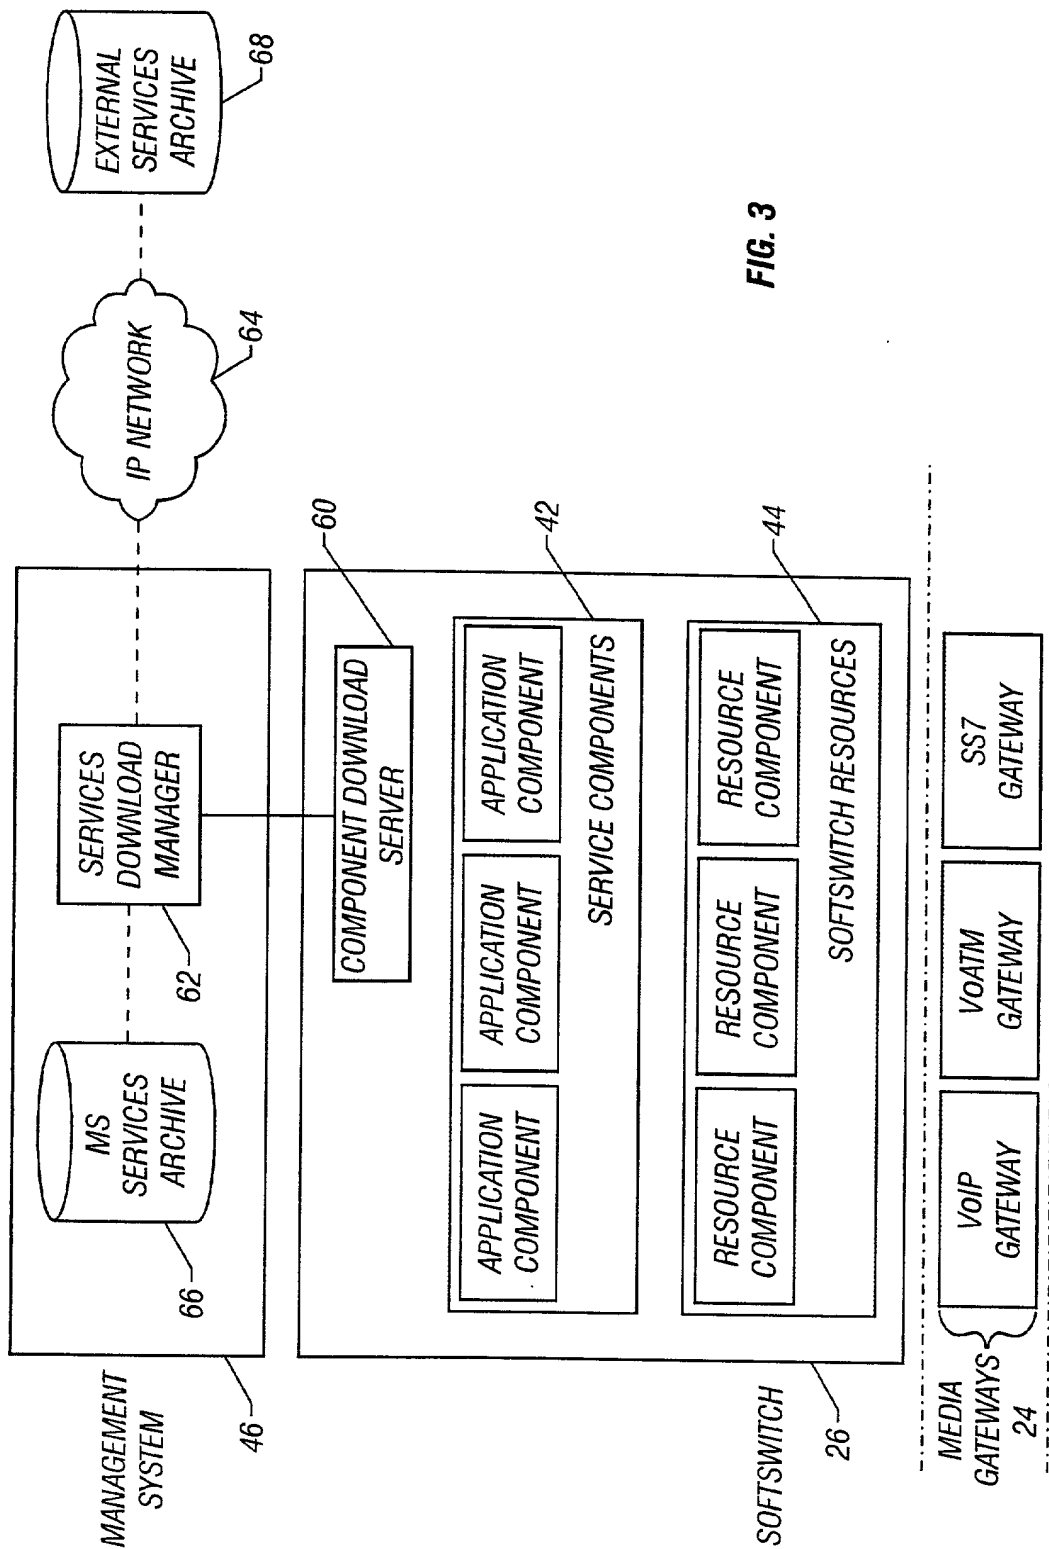 MANAGEMENT
SYSTEM
46
MS
SERVICES
ARCHIVE
66
SERVICES
DOWNLOAD
MANAGER
62
IP NETWORK
64
EXTERNAL
SERVICES
ARCHIVE
68
SOFTSWITCH
26
COMPONENT DOWNLOAD
SERVER
60
APPLICATION
COMPONENT
APPLICATION
COMPONENT
APPLICATION
COMPONENT
SERVICE COMPONENTS
42
RESOURCE
COMPONENT
RESOURCE
COMPONENT
RESOURCE
COMPONENT
SOFTSWITCH RESOURCES
44
MEDIA
GATEWAYS
24
VoIP
GATEWAY
VoATM
GATEWAY
SS7
GATEWAY
FIG. 3